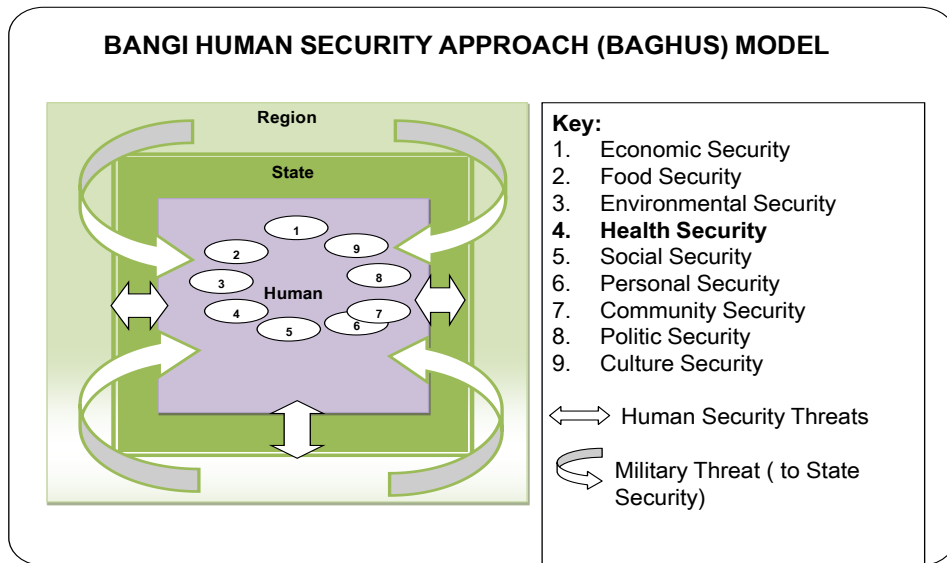 BANGI HUMAN SECURITY APPROACH (BAGHUS) MODEL
Region
State
1
2
9
3
8
Human
4
7
6
5
Key:
1. Economic Security
2. Food Security
3. Environmental Security
4. Health Security
5. Social Security
6. Personal Security
7. Community Security
8. Politic Security
9. Culture Security
Human Security Threats
Military Threat ( to State
Security)